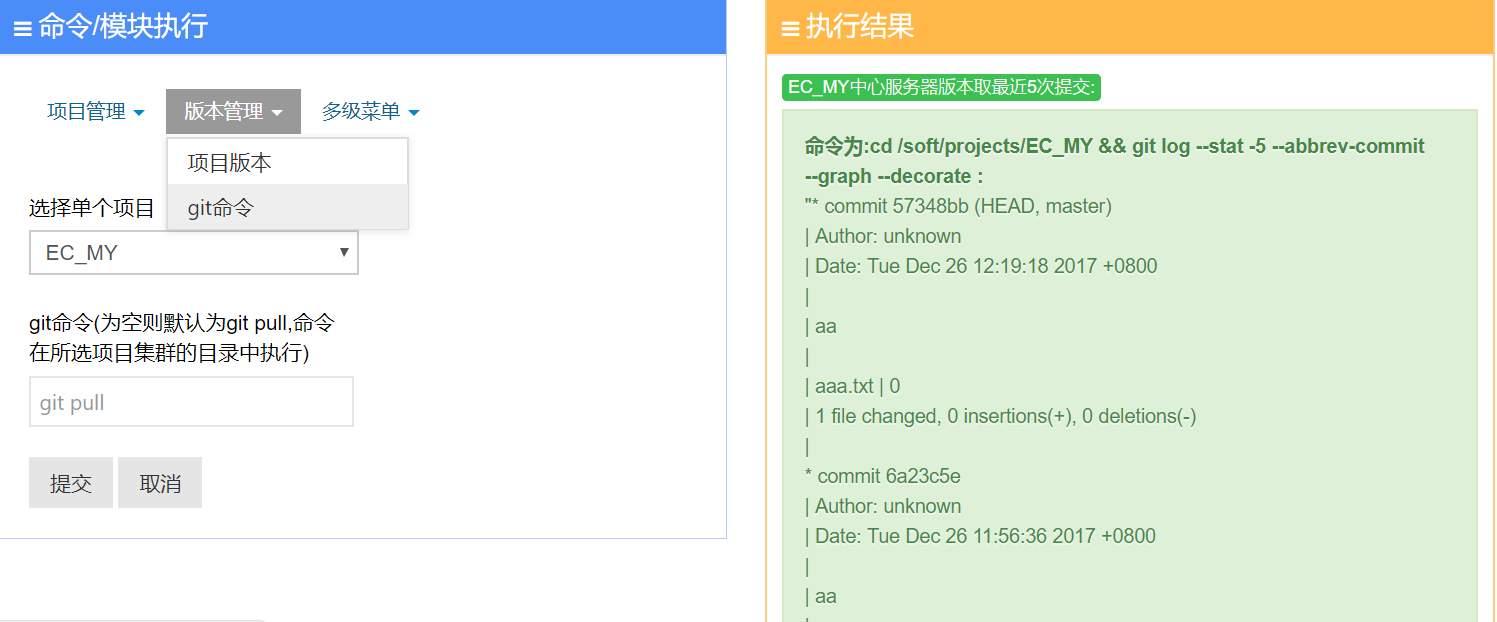 命令/模块执行
项目管理 版本管理 多级菜单
项目版本
git命令
选择单个项目
EC_MY
git命令(为空则默认为git pull,命令
在所选项目集群的目录中执行)
git pull
提交 取消
执行结果
EC_MY中心服务器版本取最近5次提交:
命令为:cd /soft/projects/EC_MY && git log --stat -5 --abbrev-commit
--graph --decorate :
"* commit 57348bb (HEAD, master)
| Author: unknown
| Date: Tue Dec 26 12:19:18 2017 +0800
|
| aa
|
| aaa.txt | 0
| 1 file changed, 0 insertions(+), 0 deletions(-)
|
* commit 6a23c5e
| Author: unknown
| Date: Tue Dec 26 11:56:36 2017 +0800
|
| aa
|